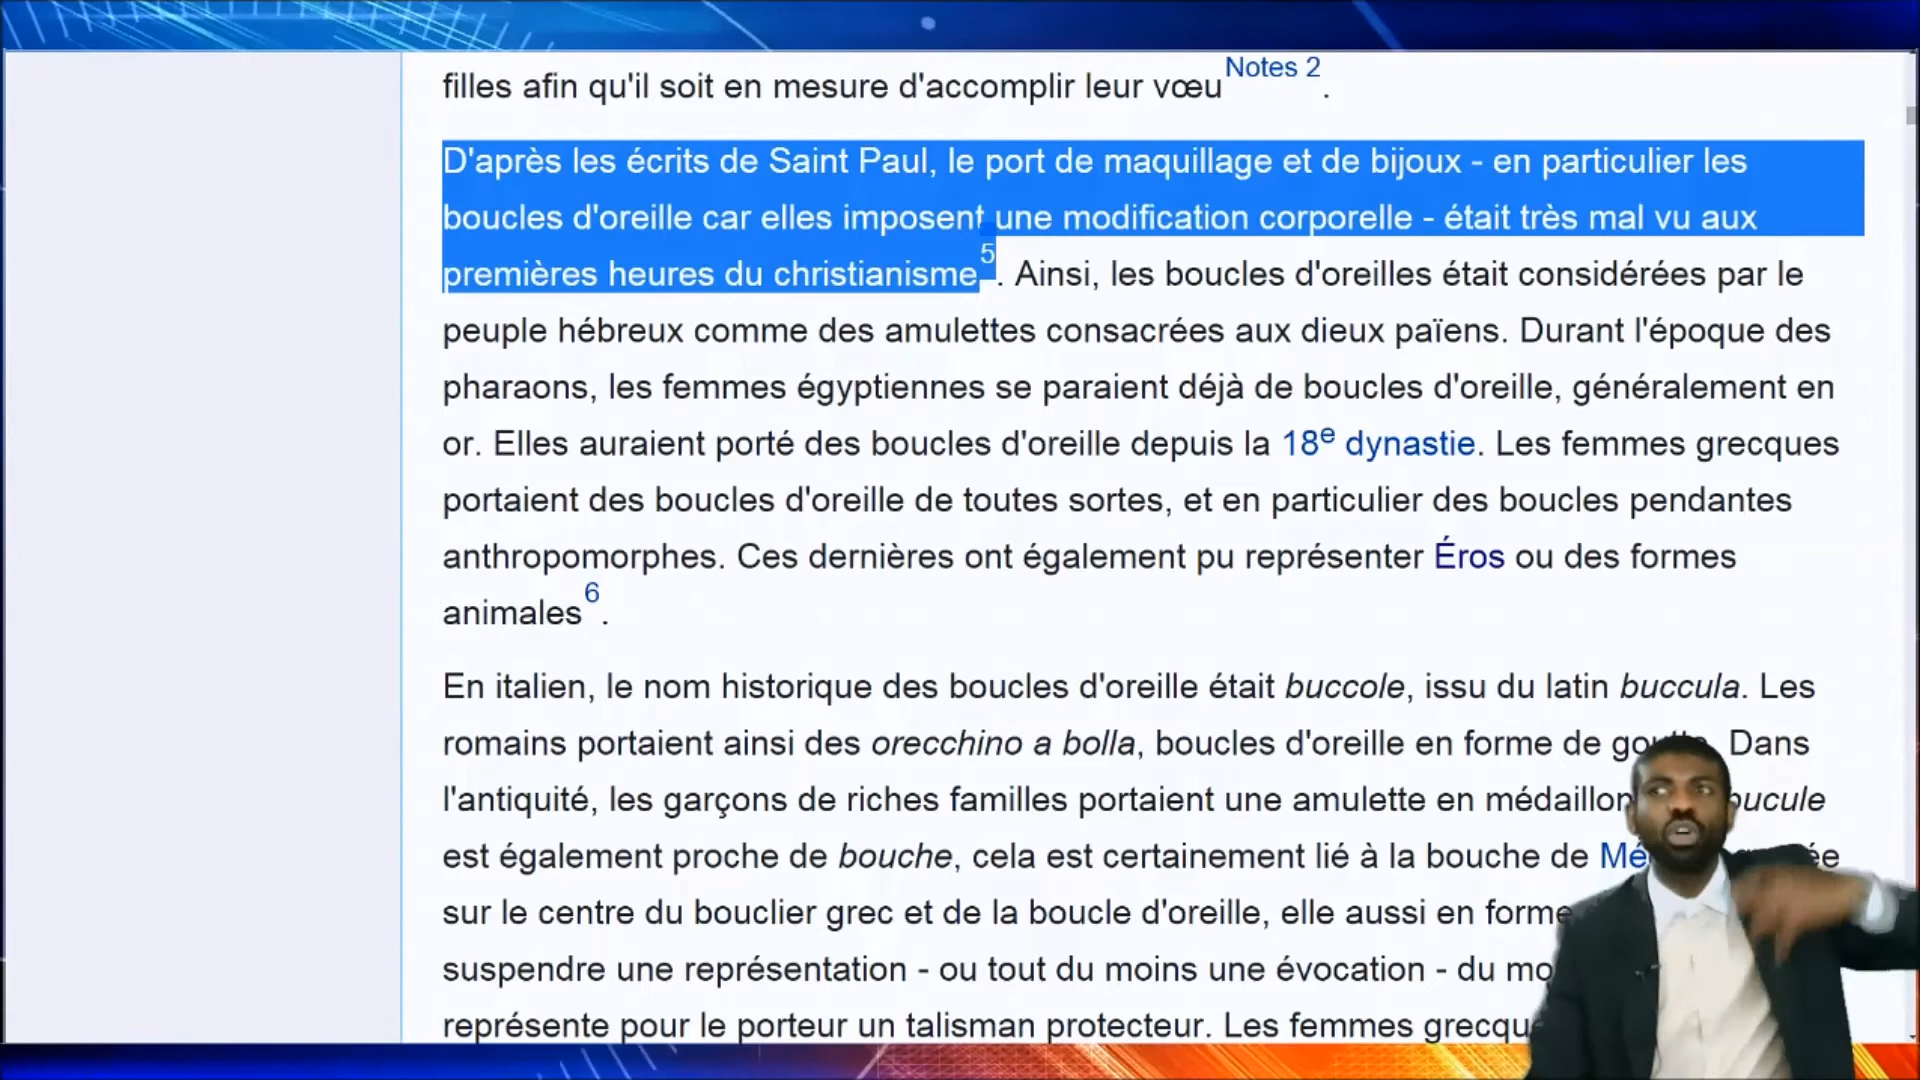 filles afin qu'il soit en mesure d'accomplir leur vœu Notes 2.
D'après les écrits de Saint Paul, le port de maquillage et de bijoux - en particulier les
boucles d'oreille car elles imposent une modification corporelle - était très mal vu aux
premières heures du christianisme 5. Ainsi, les boucles d'oreilles était considérées par le
peuple hébreux comme des amulettes consacrées aux dieux païens. Durant l'époque des
pharaons, les femmes égyptiennes se paraient déjà de boucles d'oreille, généralement en
or. Elles auraient porté des boucles d'oreille depuis la 18e dynastie. Les femmes grecques
portaient des boucles d'oreille de toutes sortes, et en particulier des boucles pendantes
anthropomorphes. Ces dernières ont également pu représenter Éros ou des formes
animales 6.
En italien, le nom historique des boucles d'oreille était buccole, issu du latin buccula. Les
romains portaient ainsi des orecchino a bolla, boucles d'oreille en forme de Dans
l'antiquité, les garçons de riches familles portaient une amulette en médaillon
est également proche de bouche, cela est certainement lié à la bouche de
sur le centre du bouclier grec et de la boucle d'oreille, elle aussi en forme
suspendre une représentation - ou tout du moins une évocation - du
représente pour le porteur un talisman protecteur. Les femmes